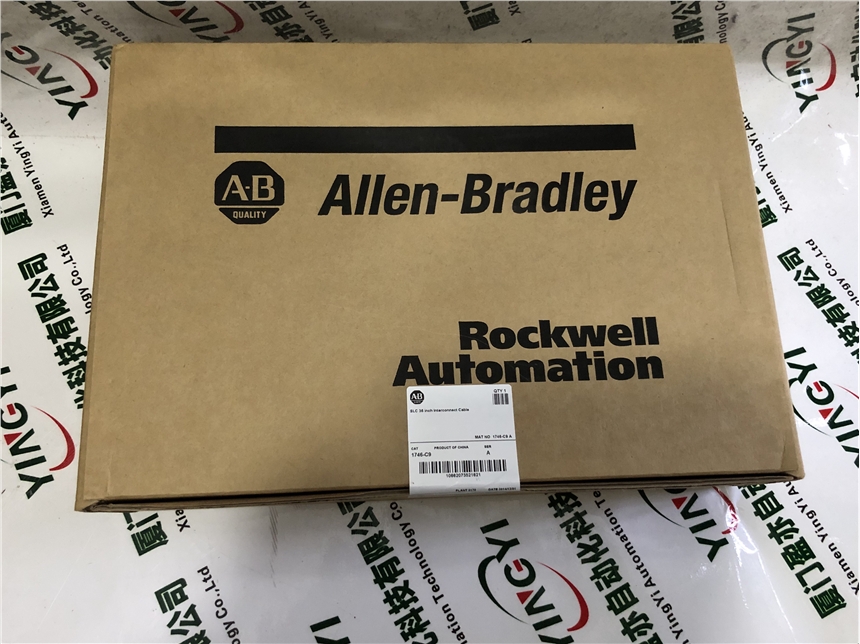 A-B
QUALITY
Allen-Bradley
Rockwell
Automation
AB
QTY 1
SLC 36 inch Interconnect Cable
MAT NO 1746-C9 A
CAT
PRODUCT OF CHINA
SER
1746-C9
A
YINGYI
厦门盈亦自动化科技有限公司
Xiamen YingYi Automation Technology Co.,Ltd